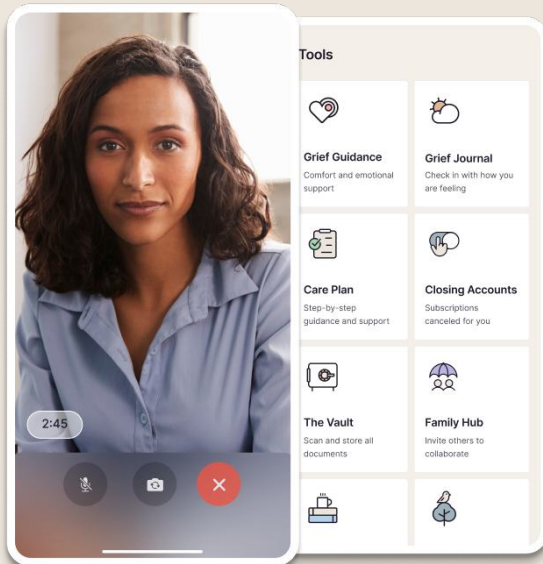 2:45
Tools
Grief Guidance
Comfort and emotional
support
Grief Journal
Check in with how you
are feeling
Care Plan
Step-by-step
guidance and support
Closing Accounts
Subscriptions
canceled for you
The Vault
Scan and store all
documents
Family Hub
Invite others to
collaborate